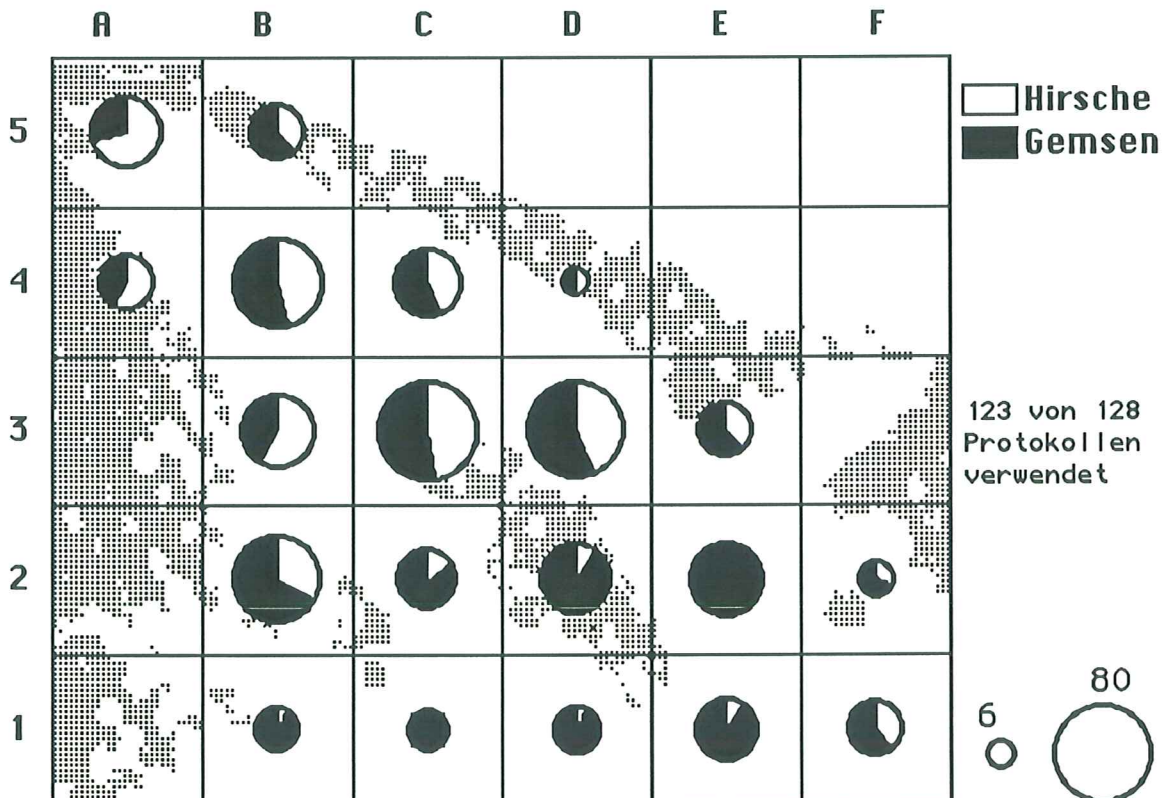 A B C D E F
Hirsche
Gemsen
5
4
3
123 von 128
Protokollen
verwendet
2
1
6
80